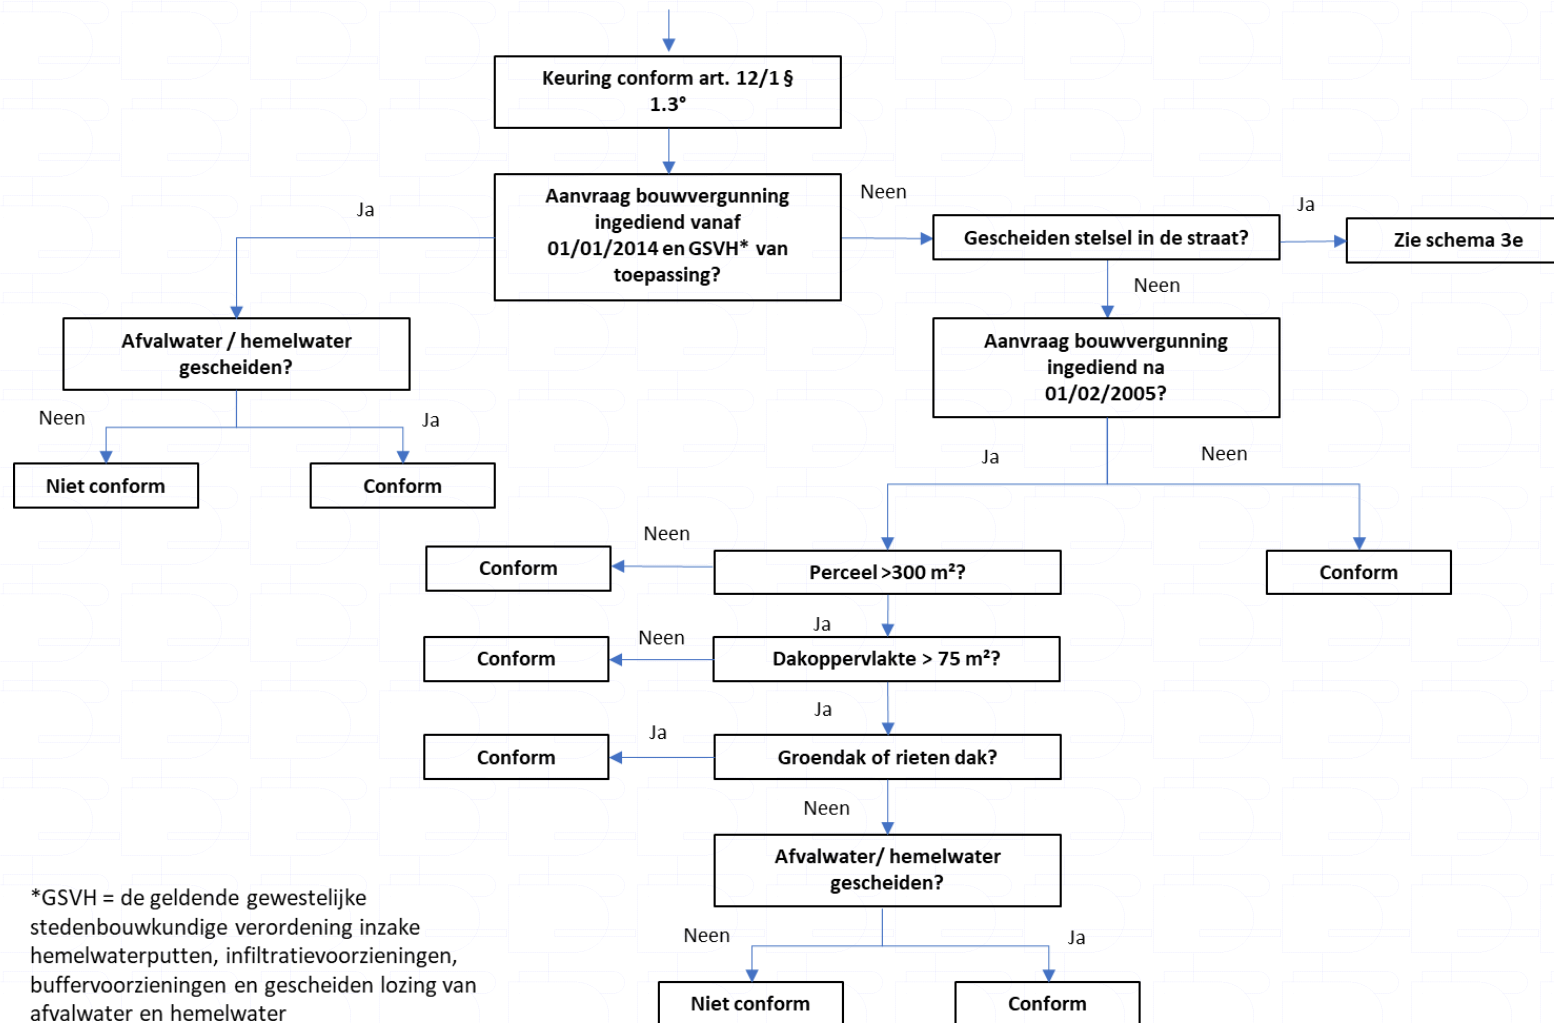 Keuring conform art. 12/1 §
1.3°
Aanvraag bouwvergunning
ingediend vanaf
01/01/2014 en GSVH* van
toepassing?
Ja
Neen
Gescheiden stelsel in de straat?
Ja
Zie schema 3e
Neen
Afvalwater / hemelwater
gescheiden?
Aanvraag bouwvergunning
ingediend na
01/02/2005?
Neen
Ja
Niet conform
Conform
Ja
Neen
Conform
Neen
Perceel >300 m²?
Conform
Ja
Conform
Neen
Dakoppervlakte > 75 m²?
Ja
Conform
Ja
Groendak of rieten dak?
Neen
Afvalwater/ hemelwater
gescheiden?
Neen
Ja
Niet conform
Conform
*GSVH = de geldende gewestelijke
stedenbouwkundige verordening inzake
hemelwaterputten, infiltratievoorzieningen,
buffervoorzieningen en gescheiden lozing van
afvalwater en hemelwater